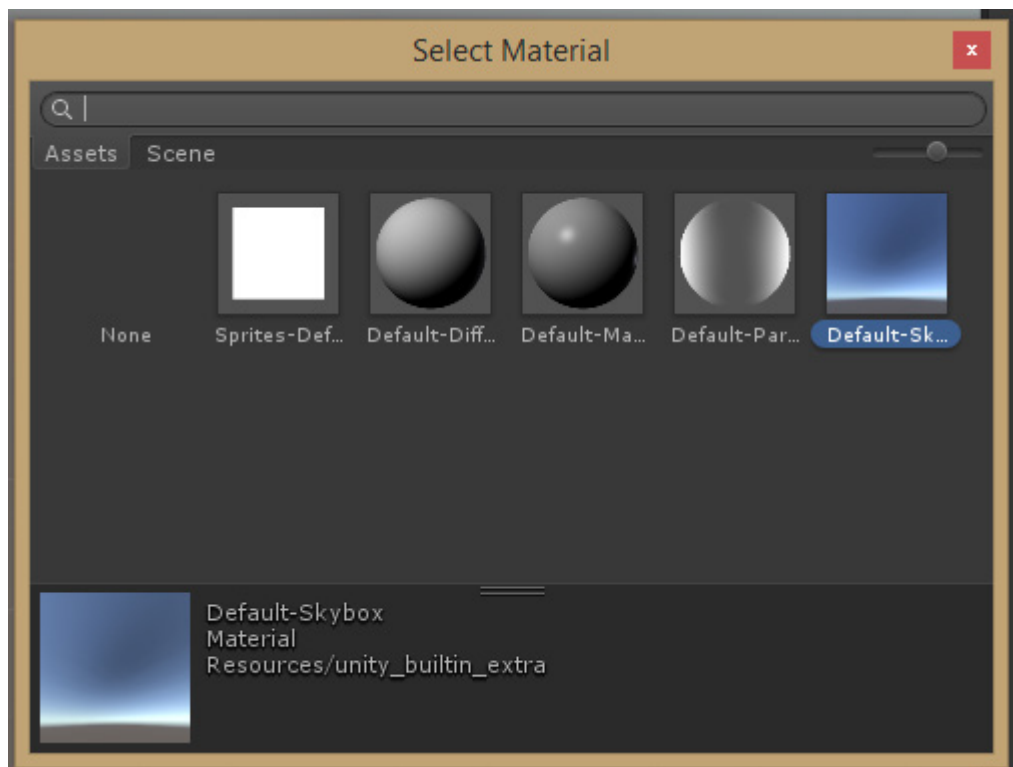 Select Material
x
Assets Scene
None Sprites-Def... Default-Diff... Default-Ma... Default-Par... Default-Sk...
Default-Skybox
Material
Resources/unity_builtin_extra